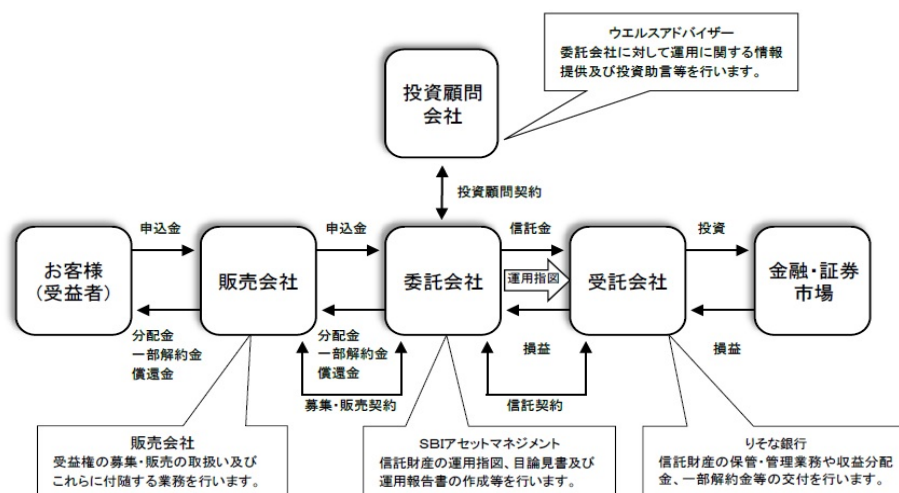 ウエルスアドバイザー
委託会社に対して運用に関する情報
提供及び投資助言等を行います。
投資顧問
会社
投資顧問契約
申込金
申込金
信託金
投資
お客様
(受益者)
販売会社
委託会社
運用指図
受託会社
金融・証券
市場
分配金
一部解約金
償還金
分配金
一部解約金
償還金
損益
損益
募集・販売契約
信託契約
販売会社
受益権の募集・販売の取扱い及び
これらに付随する業務を行います。
SBIアセットマネジメント
信託財産の運用指図、目論見書及び
運用報告書の作成等を行います。
りそな銀行
信託財産の保管・管理業務や収益分配
金、一部解約金等の交付を行います。